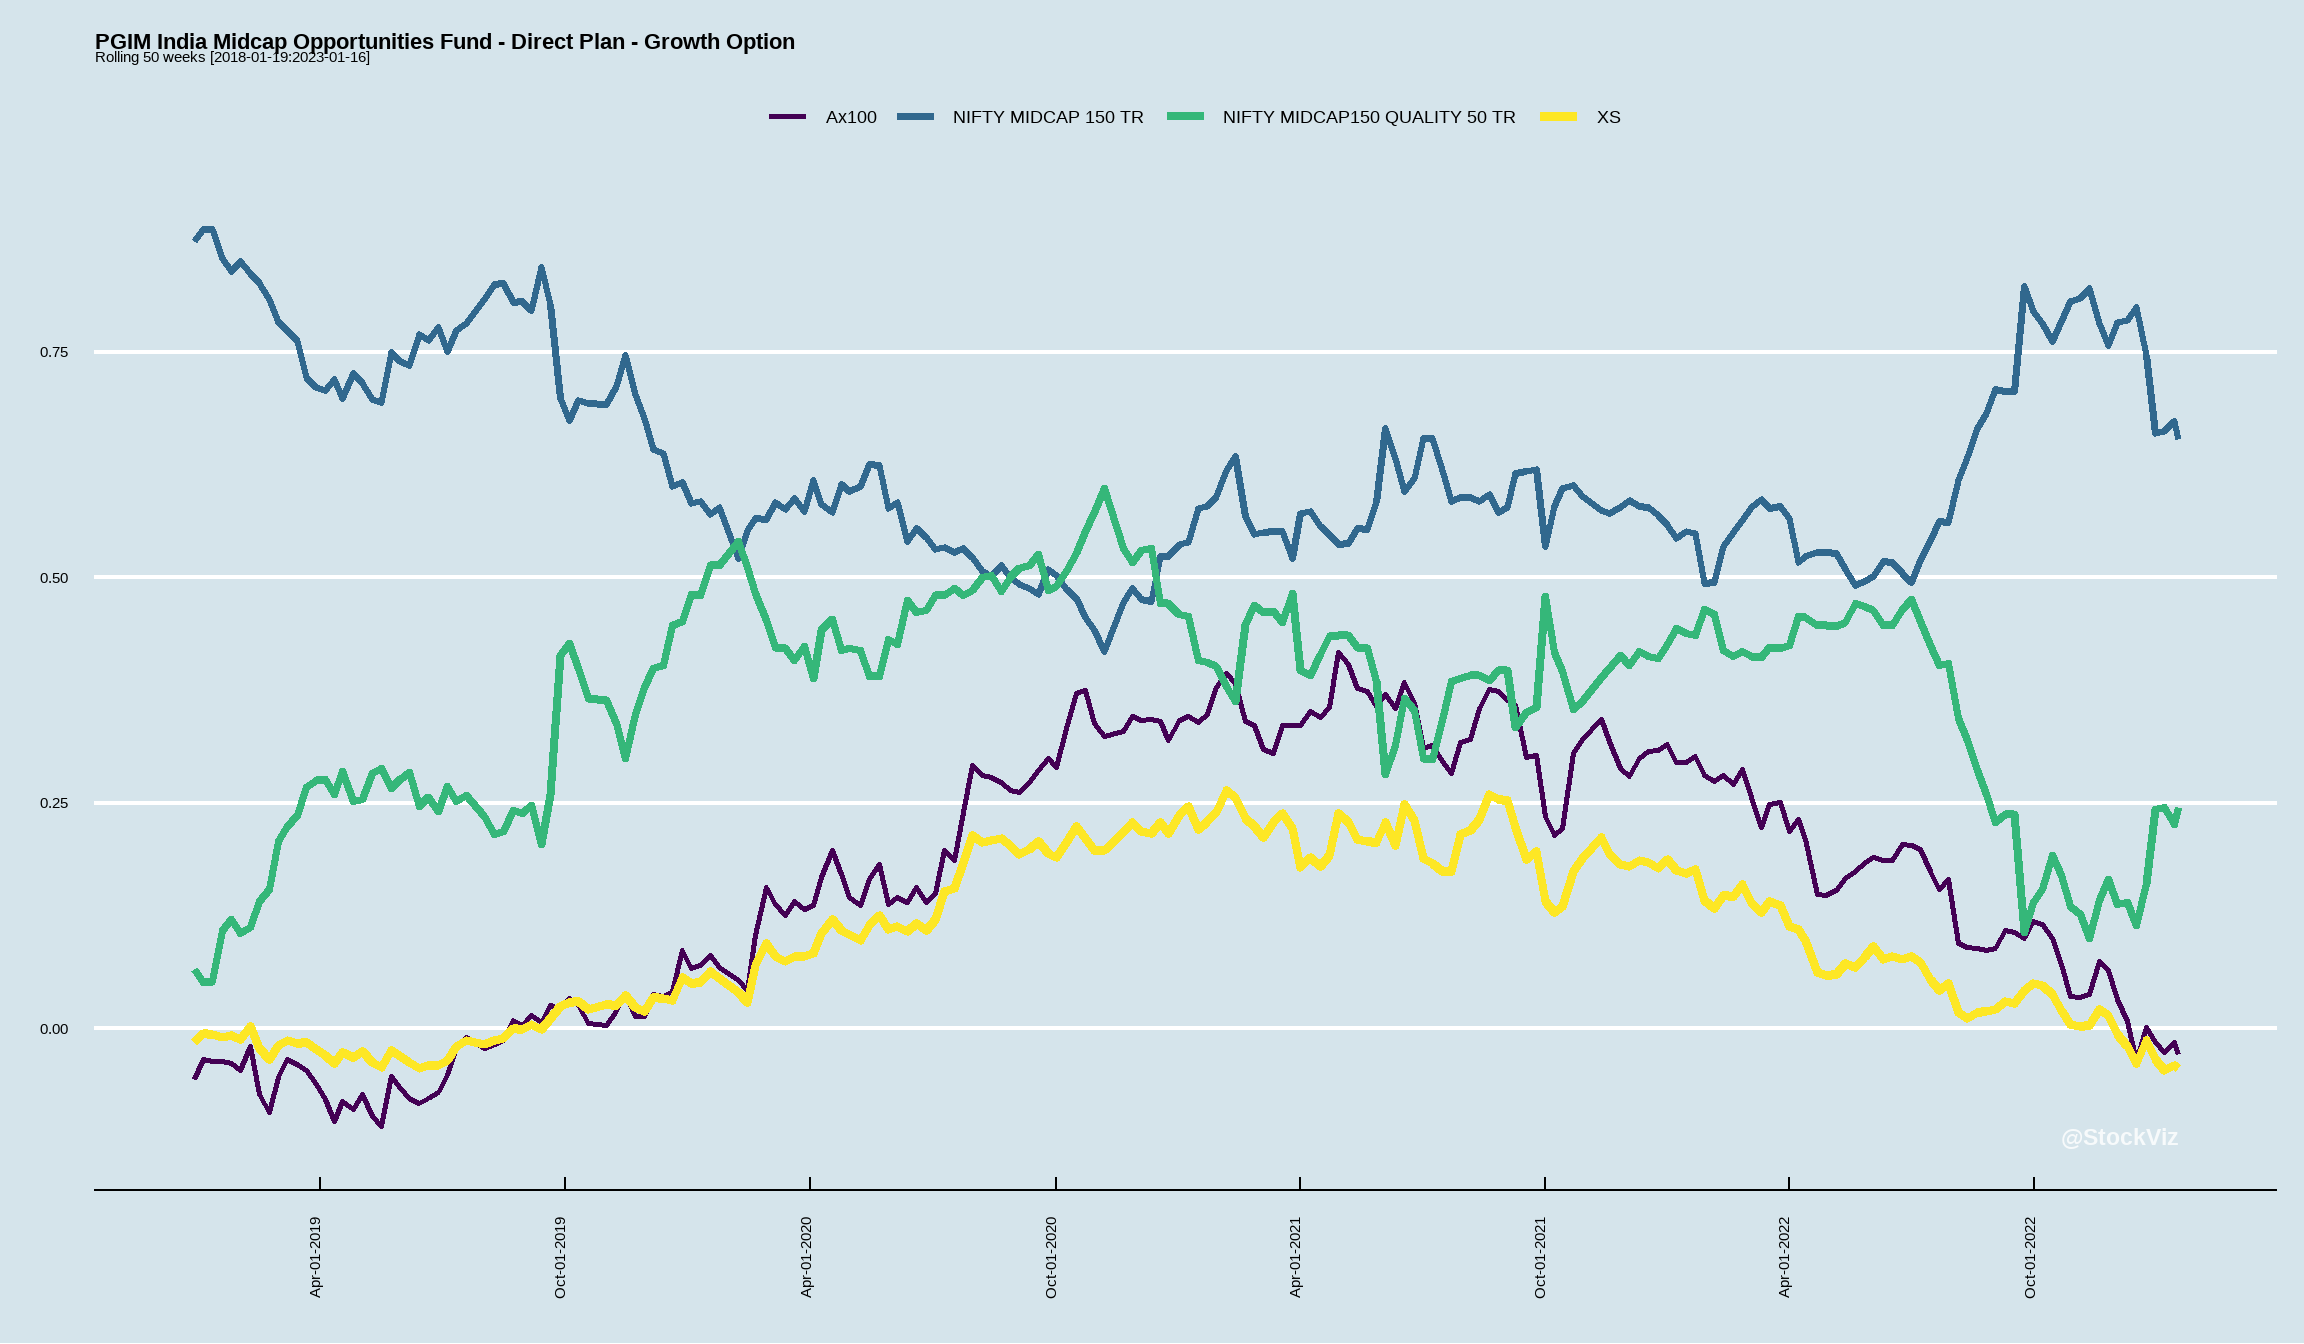 PGIM India Midcap Opportunities Fund - Direct Plan - Growth Option
Rolling 50 weeks [2018-01-19:2023-01-16]
Ax100 NIFTY MIDCAP 150 TR NIFTY MIDCAP150 QUALITY 50 TR XS
0.75
0.50
0.25
0.00
@StockViz
Apr-01-2019 Oct-01-2019 Apr-01-2020 Oct-01-2020 Apr-01-2021 Oct-01-2021 Apr-01-2022 Oct-01-2022